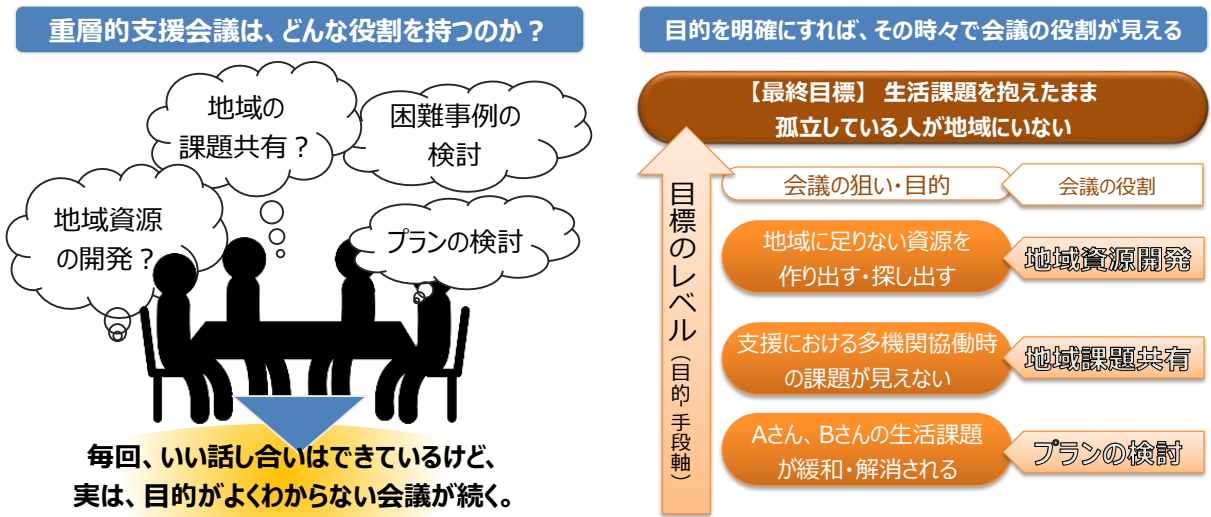 重層的支援会議は、どんな役割を持つのか？
地域の
課題共有？
困難事例の
検討
地域資源
の開発？
プランの検討
毎回、いい話し合いはできているけど、
実は、目的がよくわからない会議が続く。
目的を明確にすれば、その時々で会議の役割が見える
【最終目標】 生活課題を抱えたまま
孤立している人が地域にいない
目標のレベル（目的-手段軸）
会議の狙い・目的
会議の役割
地域に足りない資源を
作り出す・探し出す
地域資源開発
支援における多機関協働時
の課題が見えない
地域課題共有
Aさん、Bさんの生活課題
が緩和・解消される
プランの検討